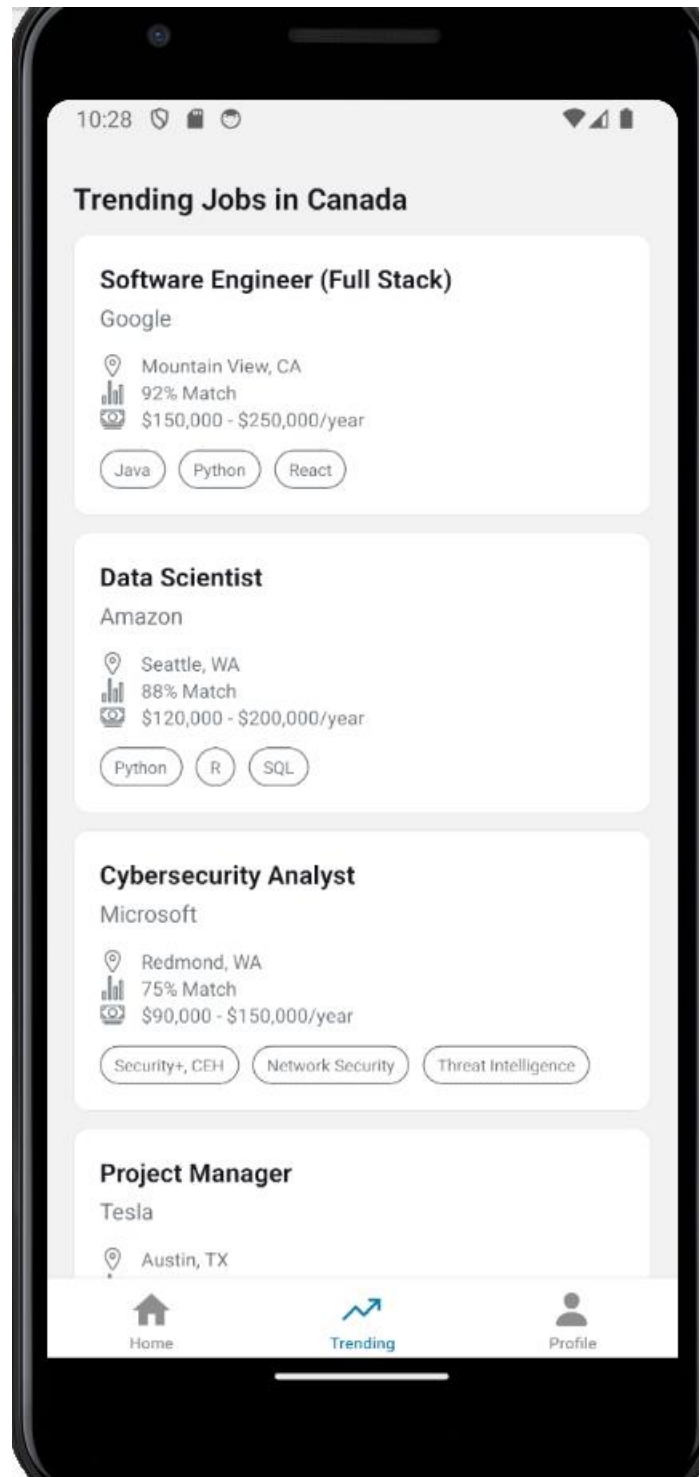 10:28
Trending Jobs in Canada
Software Engineer (Full Stack)
Google
Mountain View, CA
92% Match
$150,000 - $250,000/year
Java Python React
Data Scientist
Amazon
Seattle, WA
88% Match
$120,000 - $200,000/year
Python R SQL
Cybersecurity Analyst
Microsoft
Redmond, WA
75% Match
$90,000 - $150,000/year
Security+, CEH Network Security Threat Intelligence
Project Manager
Tesla
Austin, TX
Home Trending Profile